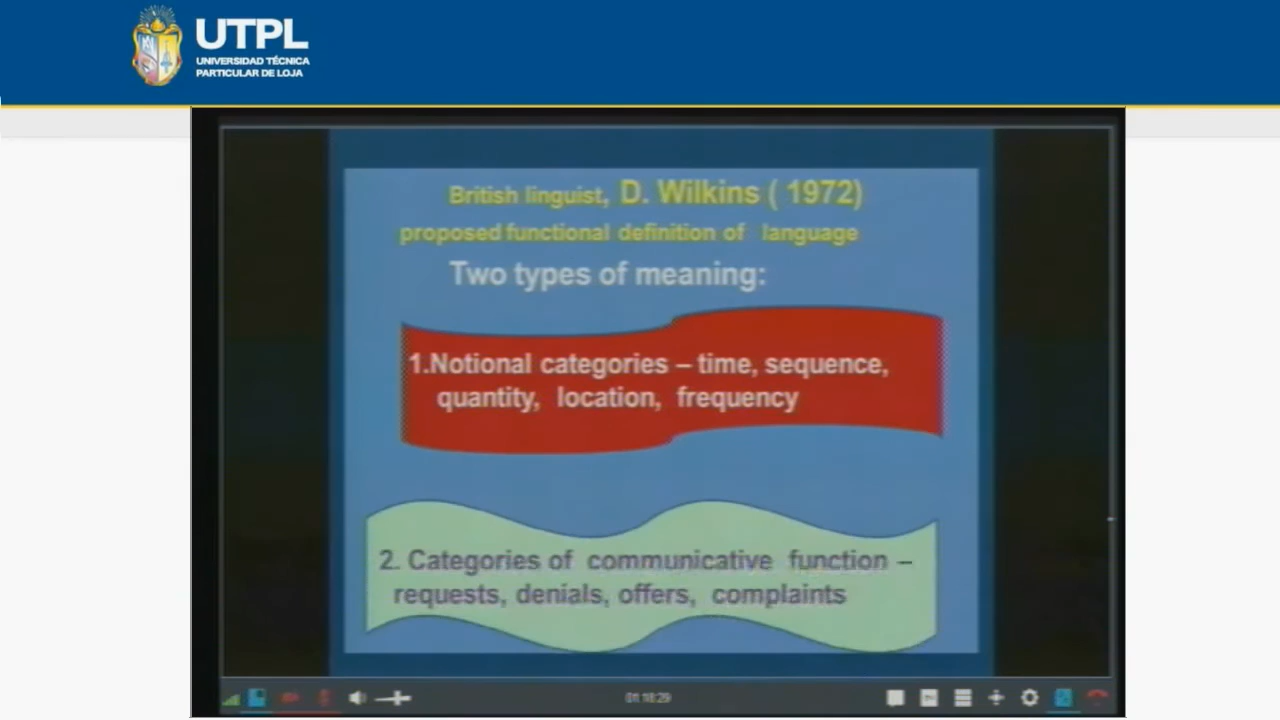 UTPL
UNIVERSIDAD TÉCNICA
PARTICULAR DE LOJA
British linguist, D. Wilkins ( 1972)
proposed functional definition of language
Two types of meaning:
1.Notional categories – time, sequence,
quantity, location, frequency
2. Categories of communicative function –
requests, denials, offers, complaints
01:18:29